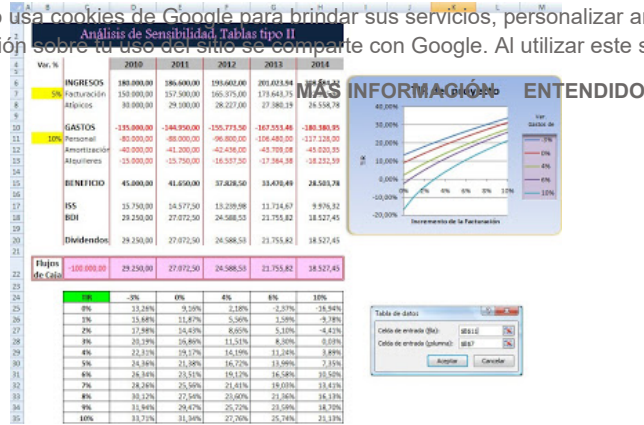 o usa cookies de Google para brindar sus servicios, personalizar a
ión sobre tu uso del sitio se comparte con Google. Al utilizar este s
MÁS INFORMACIÓN ENTENDIDO
Análisis de Sensibilidad, Tablas tipo II
Var. % 2010 2011 2012 2013 2014
INGRESOS 180.000,00 186.600,00 193.602,00 201.023,94
5% Facturación 150.000,00 157.500,00 165.375,00 173.643,75
Atípicos 30.000,00 29.100,00 28.227,00 27.380,19 26.558,78
GASTOS -135.000,00 -144.950,00 -155.773,50 -167.553,46 -180.380,95
10% Personal -80.000,00 -88.000,00 -96.800,00 -106.480,00 -117.128,00
Amortización -40.000,00 -41.200,00 -42.436,00 -43.709,08 -45.020,35
Alquileres -15.000,00 -15.750,00 -16.537,50 -17.364,38 -18.232,59
BENEFICIO 45.000,00 41.650,00 37.828,50 33.470,49 28.503,78
ISS 15.750,00 14.577,50 13.239,98 11.714,67 9.976,32
BDI 29.250,00 27.072,50 24.588,53 21.755,82 18.527,45
Dividendos 29.250,00 27.072,50 24.588,53 21.755,82 18.527,45
Flujos de Caja -100.000,00 29.250,00 27.072,50 24.588,53 21.755,82 18.527,45
TIR -3% 0% 4% 6% 10%
0% 13,26% 9,16% 2,18% -2,37% -16,94%
1% 15,68% 11,87% 5,56% 1,59% -9,78%
2% 17,98% 14,43% 8,65% 5,10% -4,41%
3% 20,19% 16,86% 11,51% 8,30% 0,03%
4% 22,31% 19,17% 14,19% 11,24% 3,89%
5% 24,36% 21,38% 16,72% 13,99% 7,35%
6% 26,34% 23,51% 19,12% 16,58% 10,50%
7% 28,26% 25,56% 21,41% 19,03% 13,41%
8% 30,12% 27,54% 23,60% 21,36% 16,13%
9% 31,94% 29,47% 25,72% 23,59% 18,70%
10% 33,71% 31,34% 27,76% 25,74% 21,13%
del proyecto
40,00%
30,00%
20,00%
10,00%
0,00%
-10,00%
-20,00%
TIR
0% 2% 4% 6% 8% 10%
Incremento de la Facturación
Var. Gastos de
-3%
0%
4%
6%
10%
Tabla de datos
Celda de entrada (fila): $B$11
Celda de entrada (columna): $B$7
Aceptar Cancelar